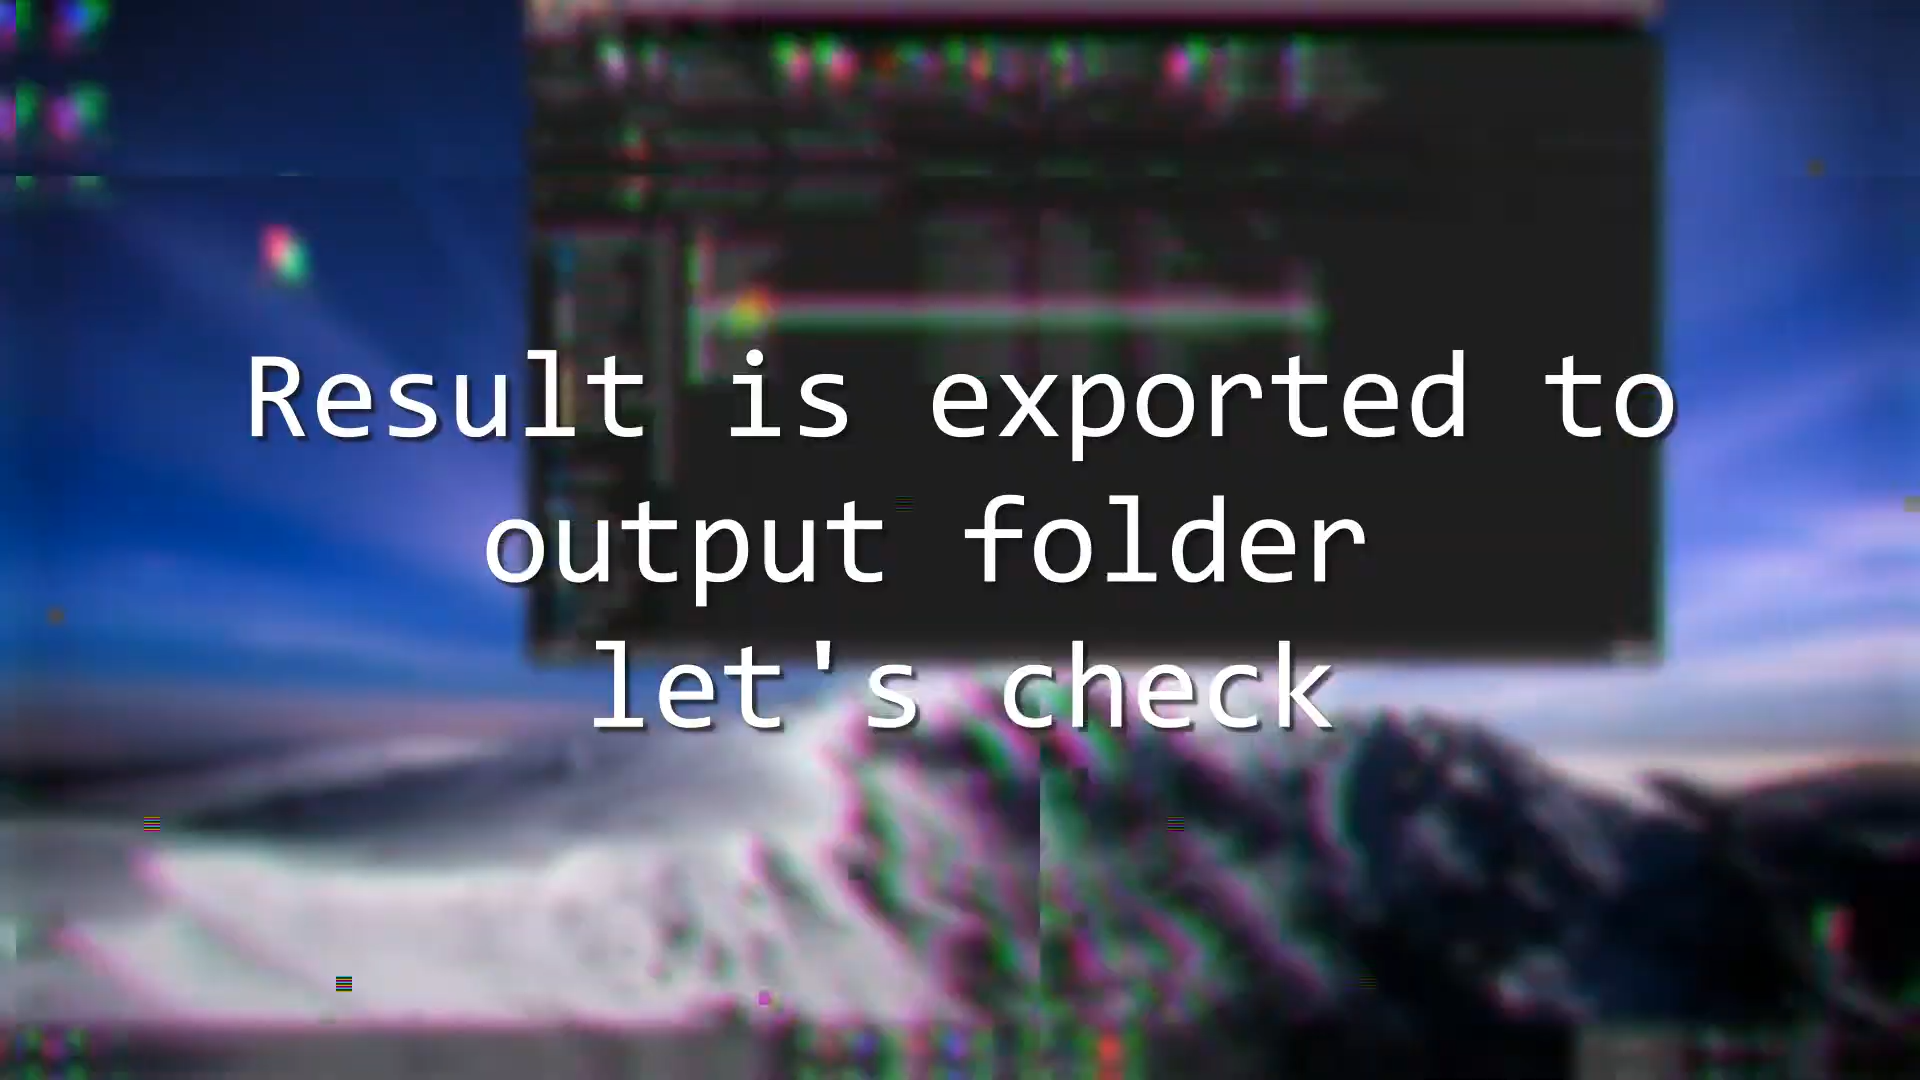 Result is exported to
output folder
let's check